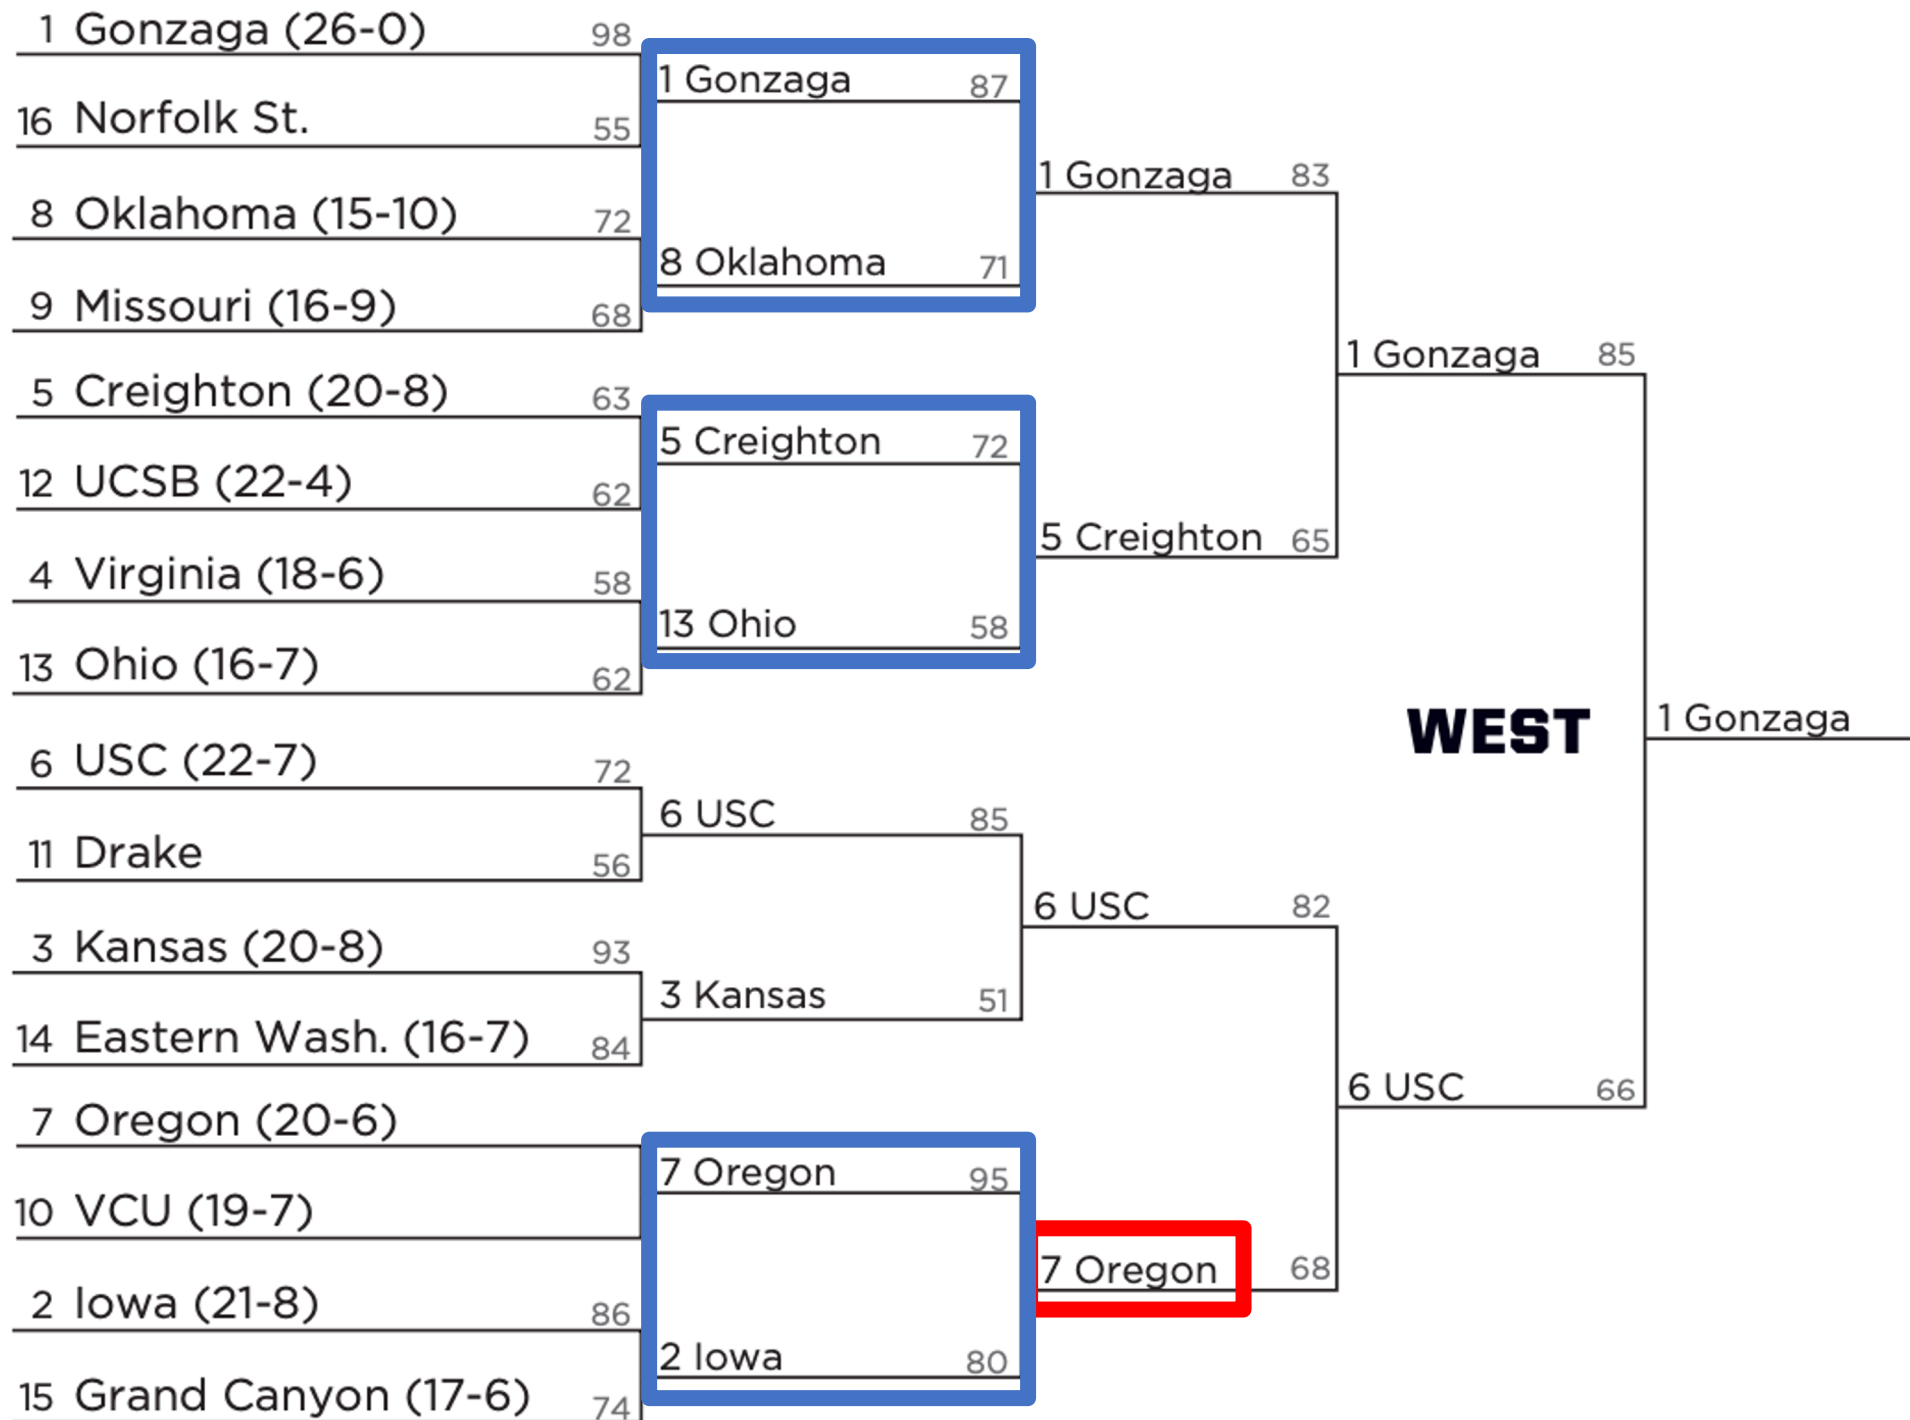 1 Gonzaga (26-0) 98
16 Norfolk St. 55
8 Oklahoma (15-10) 72
9 Missouri (16-9) 68
5 Creighton (20-8) 63
12 UCSB (22-4) 62
4 Virginia (18-6) 58
13 Ohio (16-7) 62
6 USC (22-7) 72
11 Drake 56
3 Kansas (20-8) 93
14 Eastern Wash. (16-7) 84
7 Oregon (20-6)
10 VCU (19-7)
2 Iowa (21-8) 86
15 Grand Canyon (17-6) 74
1 Gonzaga 87
8 Oklahoma 71
5 Creighton 72
13 Ohio 58
6 USC 85
3 Kansas 51
7 Oregon 95
2 Iowa 80
1 Gonzaga 83
5 Creighton 65
6 USC 82
7 Oregon 68
1 Gonzaga 85
6 USC 66
WEST
1 Gonzaga